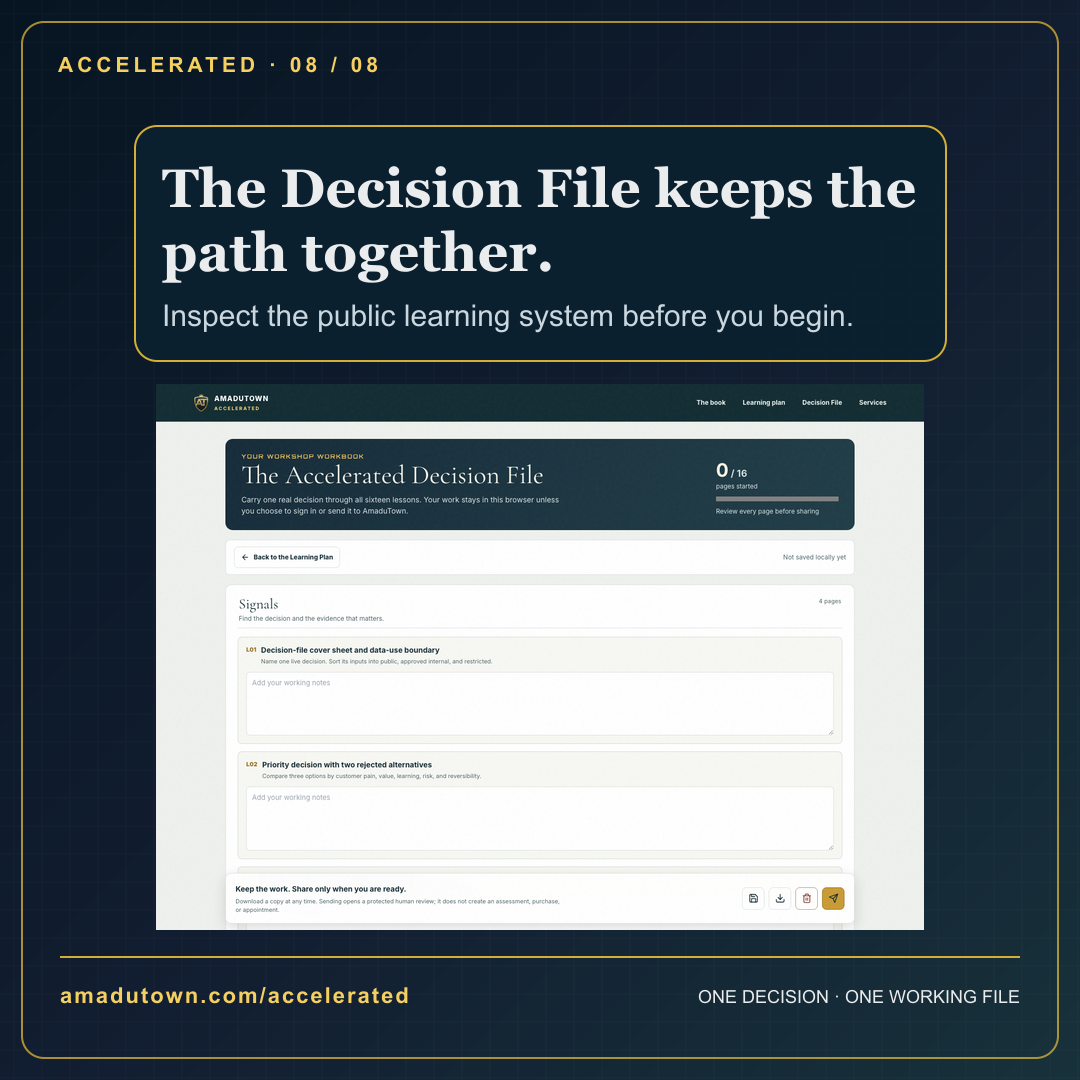 ACCELERATED · 08 / 08
The Decision File keeps the
path together.
Inspect the public learning system before you begin.
AMADUTOWN
ACCELERATED
The book
Learning plan
Decision File
Services
YOUR WORKSHOP WORKBOOK
The Accelerated Decision File
Carry one real decision through all sixteen lessons. Your work stays in this browser unless
you choose to sign in or send it to AmaduTown.
0 / 16
pages started
Review every page before sharing
← Back to the Learning Plan
Not saved locally yet
Signals
4 pages
Find the decision and the evidence that matters.
L01 Decision-file cover sheet and data-use boundary
Name one live decision. Sort its inputs into public, approved internal, and restricted.
Add your working notes
L02 Priority decision with two rejected alternatives
Compare three options by customer pain, value, learning, risk, and reversibility.
Add your working notes
Keep the work. Share only when you are ready.
Download a copy at any time. Sending opens a protected human review; it does not create an assessment, purchase,
or appointment.
amadutown.com/accelerated
ONE DECISION · ONE WORKING FILE